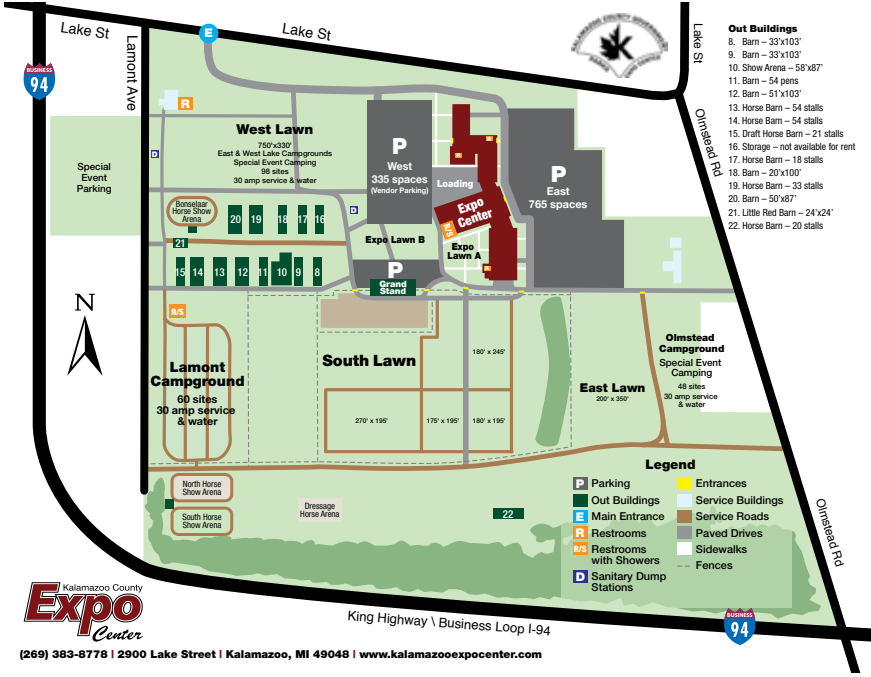 Lake St
Lake St
Lake St
E
BUSINESS
94
Lamont Ave
Olmstead Rd
KALAMAZOO COUNTY GOVERNMENT
Out Buildings
8. Barn – 33'x103'
9. Barn – 33'x103'
10. Show Arena – 58'x87'
11. Barn – 54 pens
12. Barn – 51'x103'
13. Horse Barn – 54 stalls
14. Horse Barn – 54 stalls
15. Draft Horse Barn – 21 stalls
16. Storage – not available for rent
17. Horse Barn – 18 stalls
18. Barn – 20'x100'
19. Horse Barn – 33 stalls
20. Barn – 50'x87'
21. Little Red Barn – 24'x24'
22. Horse Barn – 20 stalls
R
D
Special
Event
Parking
West Lawn
750'x330'
East & West Lake Campgrounds
Special Event Camping
98 sites
30 amp service & water
P
West
335 spaces
(Vendor Parking)
R
Loading
Expo
Center
R/S
R
P
East
765 spaces
D
Bonselaar
Horse Show
Arena
20 19 18 17 16
21
15 14 13 12 11 10 9 8
Expo Lawn B
Expo
Lawn A
P
Grand
Stand
N
R/S
Lamont
Campground
60 sites
30 amp service
& water
South Lawn
180' x 245'
270' x 195'
175' x 195'
180' x 195'
East Lawn
200' x 350'
Olmstead
Campground
Special Event
Camping
48 sites
30 amp service
& water
North Horse
Show Arena
South Horse
Show Arena
Dressage
Horse Arena
22
Legend
P Parking
Out Buildings
E Main Entrance
R Restrooms
R/S Restrooms
with Showers
D Sanitary Dump
Stations
Entrances
Service Buildings
Service Roads
Paved Drives
Sidewalks
Fences
Olmstead Rd
King Highway \ Business Loop I-94
BUSINESS
94
Kalamazoo County
Expo
Center
(269) 383-8778 | 2900 Lake Street | Kalamazoo, MI 49048 | www.kalamazooexpocenter.com